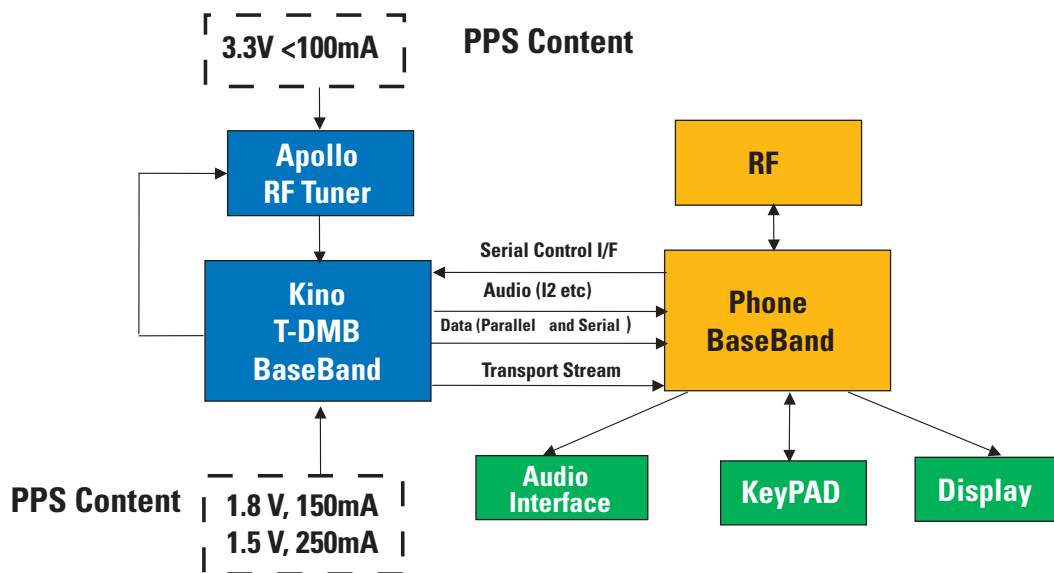 3.3V <100mA
PPS Content
Apollo
RF Tuner
RF
Serial Control I/F
Kino
T-DMB
BaseBand
Audio (I2 etc)
Data (Parallel and Serial )
Transport Stream
Phone
BaseBand
Audio
Interface
KeyPAD
Display
PPS Content
1.8 V, 150mA
1.5 V, 250mA